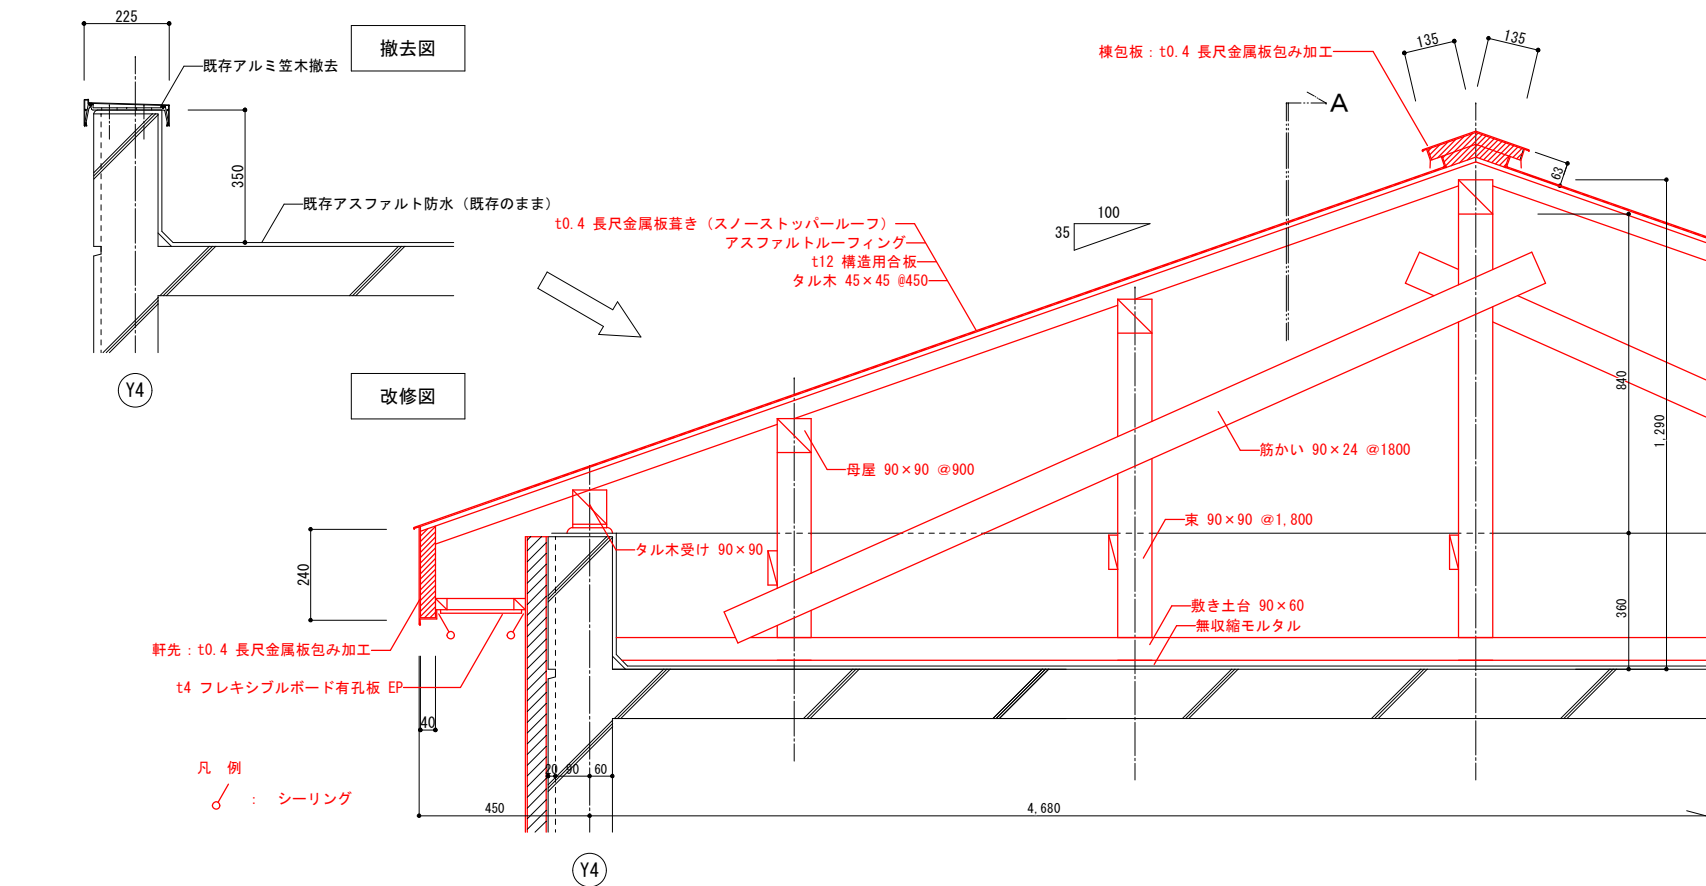 225
撤去図
既存アルミ笠木撤去
350
既存アスファルト防水（既存のまま）
Y4
改修図
棟包板：t0.4 長尺金属板包み加工
135
135
A
63
t0.4 長尺金属板葺き（スノーストッパールーフ）
アスファルトルーフィング
t12 構造用合板
タル木 45×45 @450
100
35
840
1,290
筋かい 90×24 @1800
母屋 90×90 @900
束 90×90 @1,800
タル木受け 90×90
240
敷き土台 90×60
無収縮モルタル
360
軒先：t0.4 長尺金属板包み加工
t4 フレキシブルボード有孔板 EP
40
凡 例
： シーリング
20
90
60
450
4,680
Y4